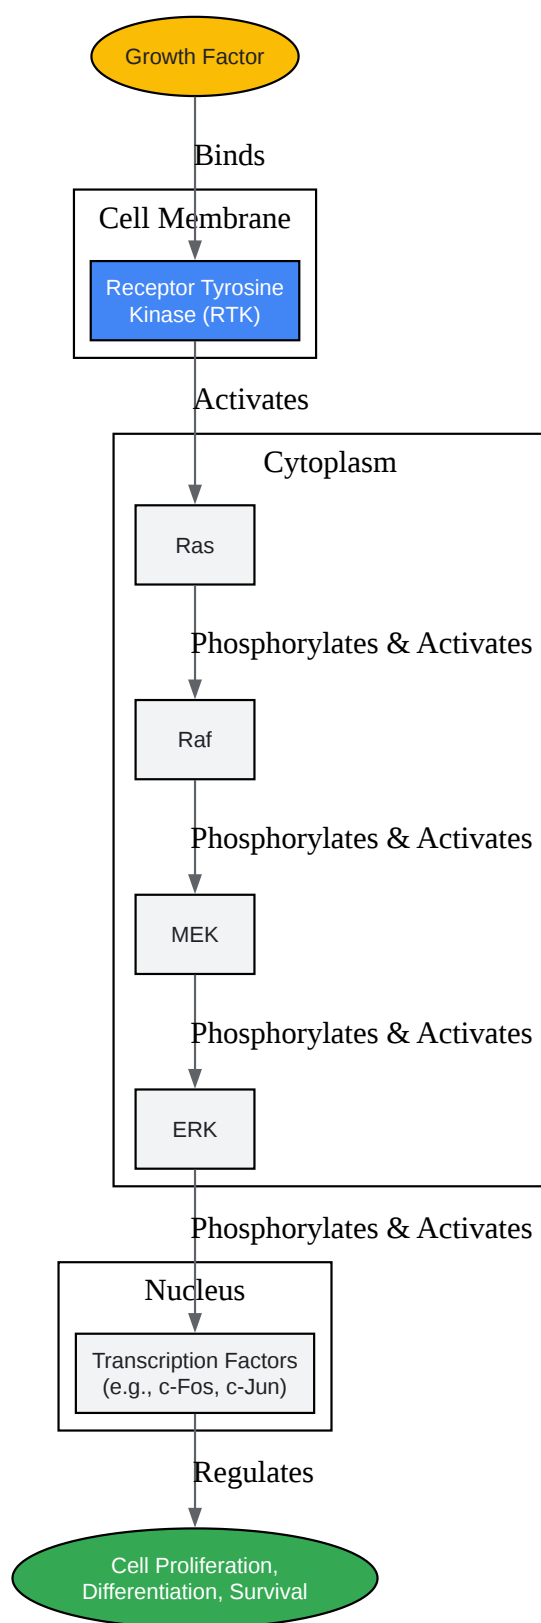 Growth Factor
Binds
Cell Membrane
Receptor Tyrosine
Kinase (RTK)
Activates
Cytoplasm
Ras
Phosphorylates & Activates
Raf
Phosphorylates & Activates
MEK
Phosphorylates & Activates
ERK
Phosphorylates & Activates
Nucleus
Transcription Factors
(e.g., c-Fos, c-Jun)
Regulates
Cell Proliferation,
Differentiation, Survival